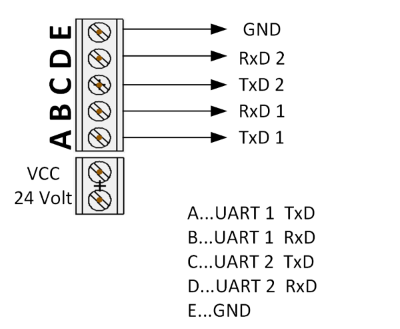 E GND
D RxD 2
C TxD 2
B RxD 1
A TxD 1
VCC
+
24 Volt
A...UART 1 TxD
B...UART 1 RxD
C...UART 2 TxD
D...UART 2 RxD
E...GND